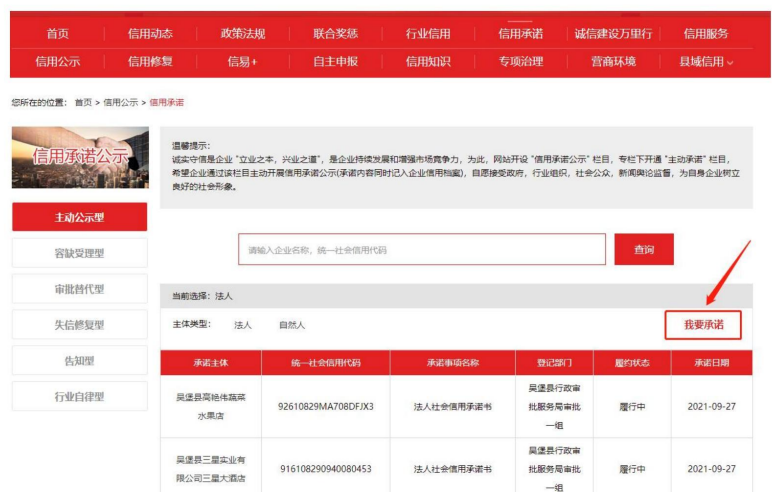 首页 信用动态 政策法规 联合奖惩 行业信用 信用承诺 诚信建设万里行 信用服务
信用公示 信用修复 信易+ 自主申报 信用知识 专项治理 营商环境 县域信用
您所在的位置： 首页 > 信用公示 > 信用承诺
信用承诺公示
温馨提示：
诚实守信是企业“立业之本，兴业之道”，是企业持续发展和增强市场竞争力，为此，网站开设“信用承诺公示”栏目，专栏下开通“主动承诺”栏目，
希望企业通过该栏目主动开展信用承诺公示(承诺内容同时记入企业信用档案)，自愿接受政府，行业组织，社会公众，新闻舆论监督，为自身企业树立
良好的社会形象。
主动公示型
容缺受理型
审批替代型
失信修复型
告知型
行业自律型
请输入企业名称，统一社会信用代码
查询
当前选择：法人
主体类型： 法人 自然人
我要承诺
承诺主体 统一社会信用代码 承诺事项名称 登记部门 履约状态 承诺日期
吴堡县高艳伟蔬菜
水果店
92610829MA708DFJX3
法人社会信用承诺书
吴堡县行政审
批服务局审批
一组
履行中
2021-09-27
吴堡县三星实业有
限公司三星大酒店
916108290940080453
法人社会信用承诺书
吴堡县行政审
批服务局审批
一组
履行中
2021-09-27